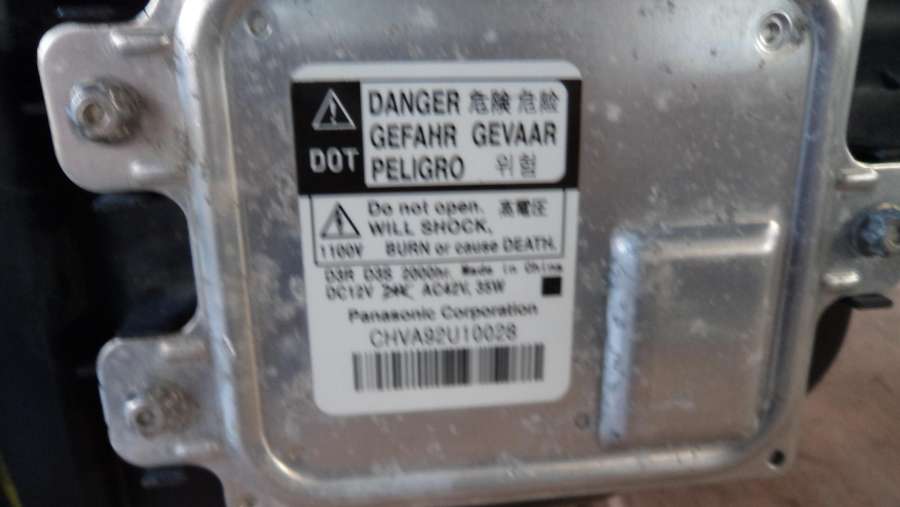 DANGER 危険 危险
GEFAHR GEVAAR
DOT PELIGRO 위험
Do not open. 高電圧
WILL SHOCK,
1100V BURN or cause DEATH.
D3R D3S 2000hr. Made in China
DC12V 24V, AC42V, 35W
Panasonic Corporation
CHVA92U10028